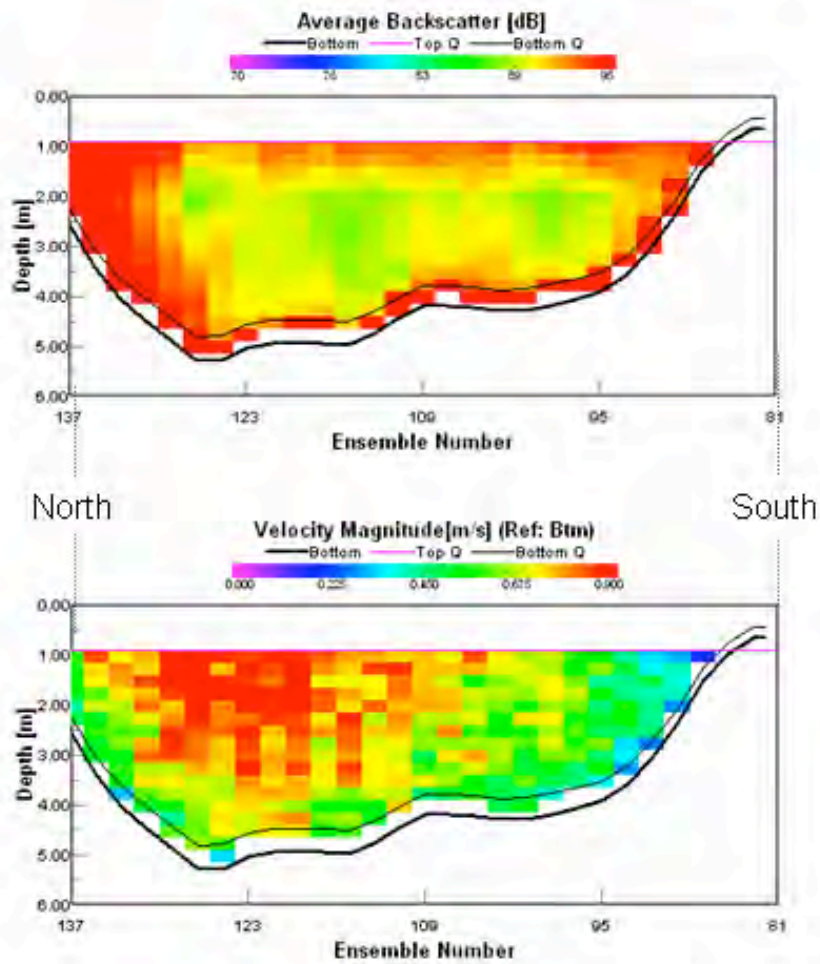 Average Backscatter [dB]
Bottom Top Q Bottom Q
70 76 83 89 95
0.00
1.00
2.00
3.00
4.00
5.00
6.00
Depth [m]
137 123 109 95 81
Ensemble Number
North South
Velocity Magnitude[m/s] (Ref: Btm)
Bottom Top Q Bottom Q
0.000 0.225 0.450 0.675 0.900
0.00
1.00
2.00
3.00
4.00
5.00
6.00
Depth [m]
137 123 109 95 81
Ensemble Number